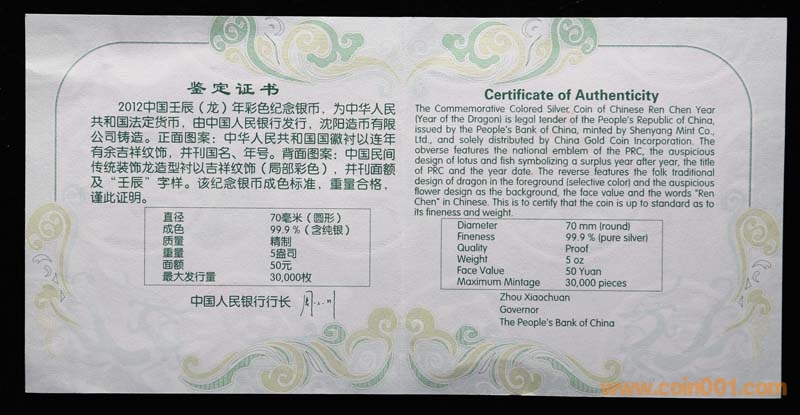 鉴定证书
2012中国壬辰（龙）年彩色纪念银币，为中华人民
共和国法定货币，由中国人民银行发行，沈阳造币有限
公司铸造。正面图案：中华人民共和国国徽衬以连年
有余吉祥纹饰，并刊国名、年号。背面图案：中国民间
传统装饰龙造型衬以吉祥纹饰（局部彩色），并刊面额
及“壬辰”字样。该纪念银币成色标准，重量合格，
谨此证明。
直径 70毫米（圆形）
成色 99.9％（含纯银）
质量 精制
重量 5盎司
面额 50元
最大发行量 30,000枚
中国人民银行行长
Certificate of Authenticity
The Commemorative Colored Silver Coin of Chinese Ren Chen Year
(Year of the Dragon) is legal tender of the People's Republic of China,
issued by the People's Bank of China, minted by Shenyang Mint Co.,
Ltd., and solely distributed by China Gold Coin Incorporation. The
obverse features the national emblem of the PRC, the auspicious
design of lotus and fish symbolizing a surplus year after year, the title
of PRC and the year date. The reverse features the folk traditional
design of dragon in the foreground (selective color) and the auspicious
flower design as the background, the face value and the words "Ren
Chen" in Chinese. This is to certify that the coin is up to standard as to
its fineness and weight.
Diameter 70 mm (round)
Fineness 99.9 % (pure silver)
Quality Proof
Weight 5 oz
Face Value 50 Yuan
Maximum Mintage 30,000 pieces
Zhou Xiaochuan
Governor
The People's Bank of China
www.coin001.com